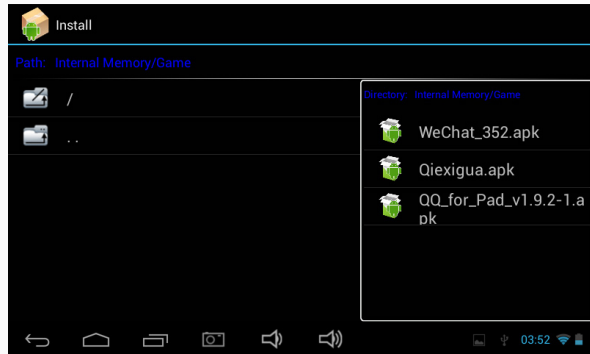 Install
Path: Internal Memory/Game
/
..
Directory: Internal Memory/Game
WeChat_352.apk
Qiexigua.apk
QQ_for_Pad_v1.9.2-1.a
pk
03:52